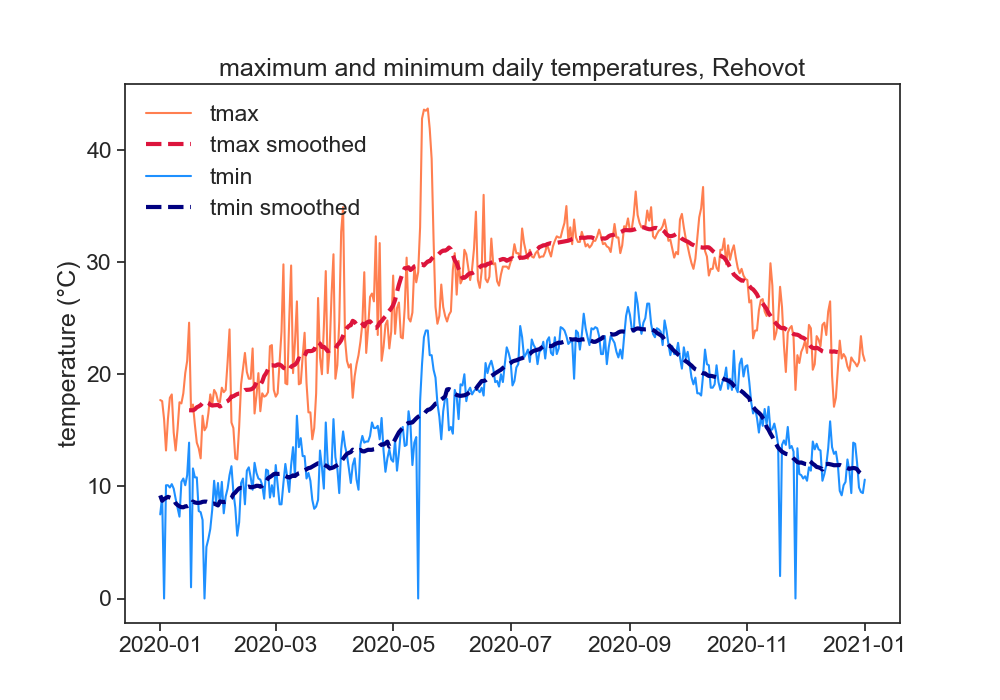 maximum and minimum daily temperatures, Rehovot
tmax
tmax smoothed
tmin
tmin smoothed
temperature (°C)
40
30
20
10
0
2020-01 2020-03 2020-05 2020-07 2020-09 2020-11 2021-01